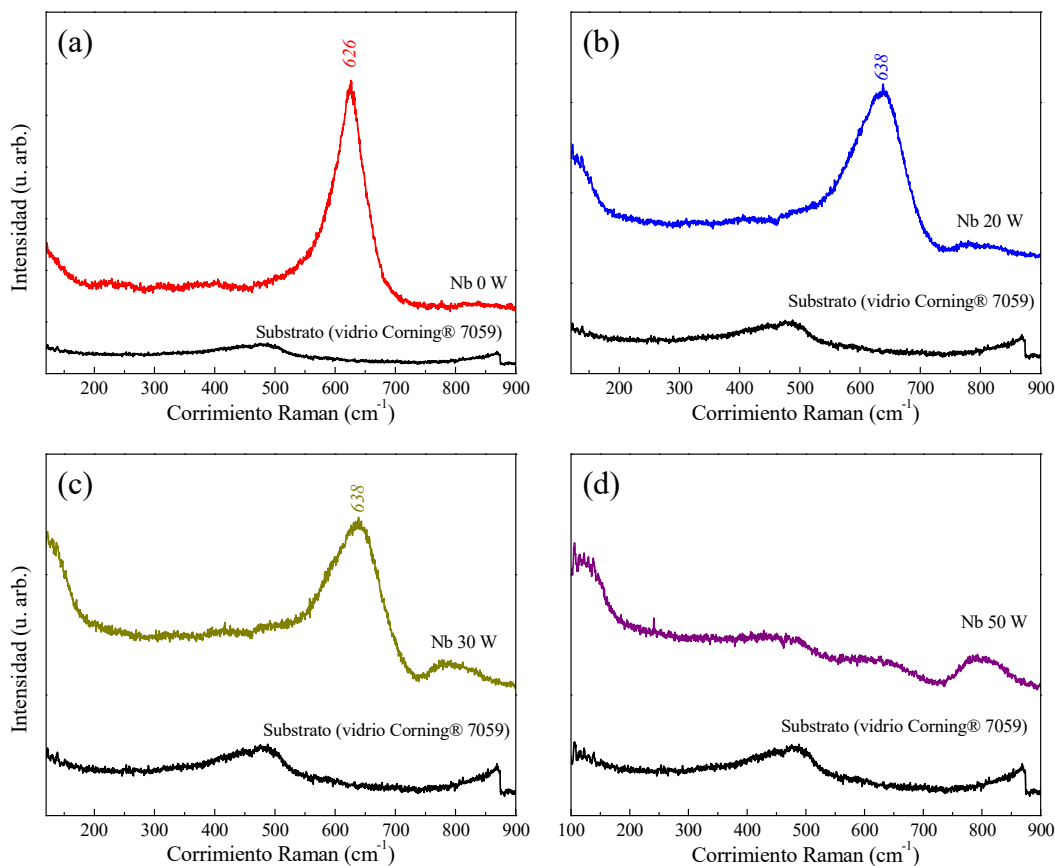 (a)
626
Intensidad (u. arb.)
Nb 0 W
Substrato (vidrio Corning® 7059)
200 300 400 500 600 700 800 900
Corrimiento Raman (cm-1)
(b)
638
Nb 20 W
Substrato (vidrio Corning® 7059)
200 300 400 500 600 700 800 900
Corrimiento Raman (cm-1)
(c)
638
Intensidad (u. arb.)
Nb 30 W
Substrato (vidrio Corning® 7059)
200 300 400 500 600 700 800 900
Corrimiento Raman (cm-1)
(d)
Nb 50 W
Substrato (vidrio Corning® 7059)
100 200 300 400 500 600 700 800 900
Corrimiento Raman (cm-1)